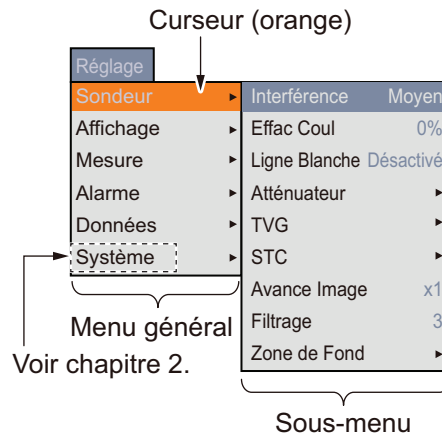 Curseur (orange)
Réglage
Sondeur
Affichage
Mesure
Alarme
Données
Système
Interférence Moyen
Effac Coul 0%
Ligne Blanche Désactivé
Atténuateur
TVG
STC
Avance Image x1
Filtrage 3
Zone de Fond
Menu général
Voir chapitre 2.
Sous-menu